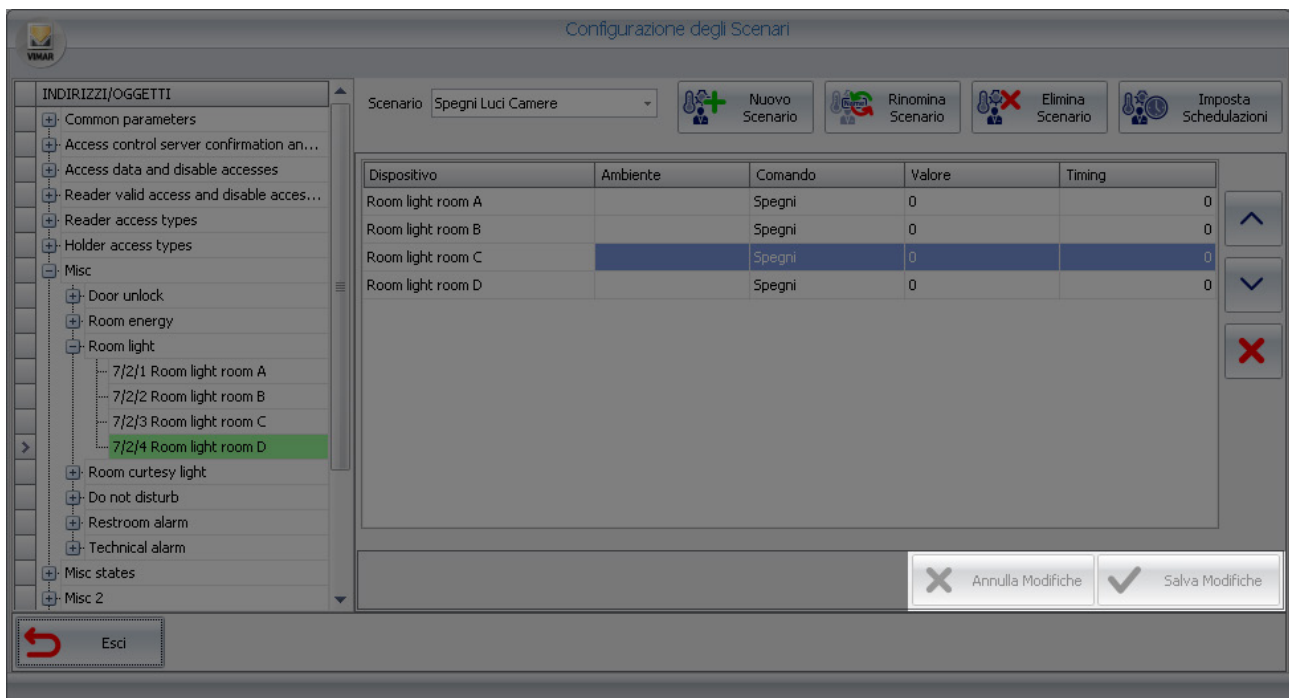 Configurazione degli Scenari
VIMAR
INDIRIZZI/OGGETTI
Common parameters
Access control server confirmation an...
Access data and disable accesses
Reader valid access and disable acces...
Reader access types
Holder access types
Misc
Door unlock
Room energy
Room light
7/2/1 Room light room A
7/2/2 Room light room B
7/2/3 Room light room C
7/2/4 Room light room D
Room curtesy light
Do not disturb
Restroom alarm
Technical alarm
Misc states
Misc 2
Scenario Spegni Luci Camere
Nuovo
Scenario
Rinomina
Scenario
Elimina
Scenario
Imposta
Schedulazioni
Dispositivo Ambiente Comando Valore Timing
Room light room A Spegni 0 0
Room light room B Spegni 0 0
Room light room C Spegni 0 0
Room light room D Spegni 0 0
Annulla Modifiche Salva Modifiche
Esci